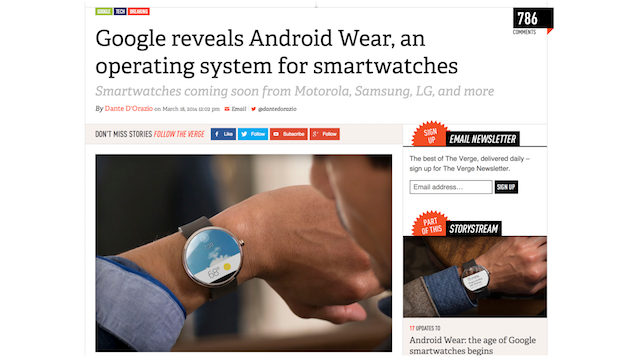 GOOGLE TECH BREAKING
786
COMMENTS
Google reveals Android Wear, an
operating system for smartwatches
Smartwatches coming soon from Motorola, Samsung, LG, and more
By Dante D'Orazio on March 18, 2014 12:02 pm Email @dantedorazio
DON'T MISS STORIES FOLLOW THE VERGE
Like
Follow
Subscribe
Follow
SIGN
UP
EMAIL NEWSLETTER
The best of The Verge, delivered daily –
sign up for The Verge Newsletter.
Email address…
SIGN UP
68°
PART
OF THIS
STORYSTREAM
17 UPDATES TO
Android Wear: the age of Google
smartwatches begins